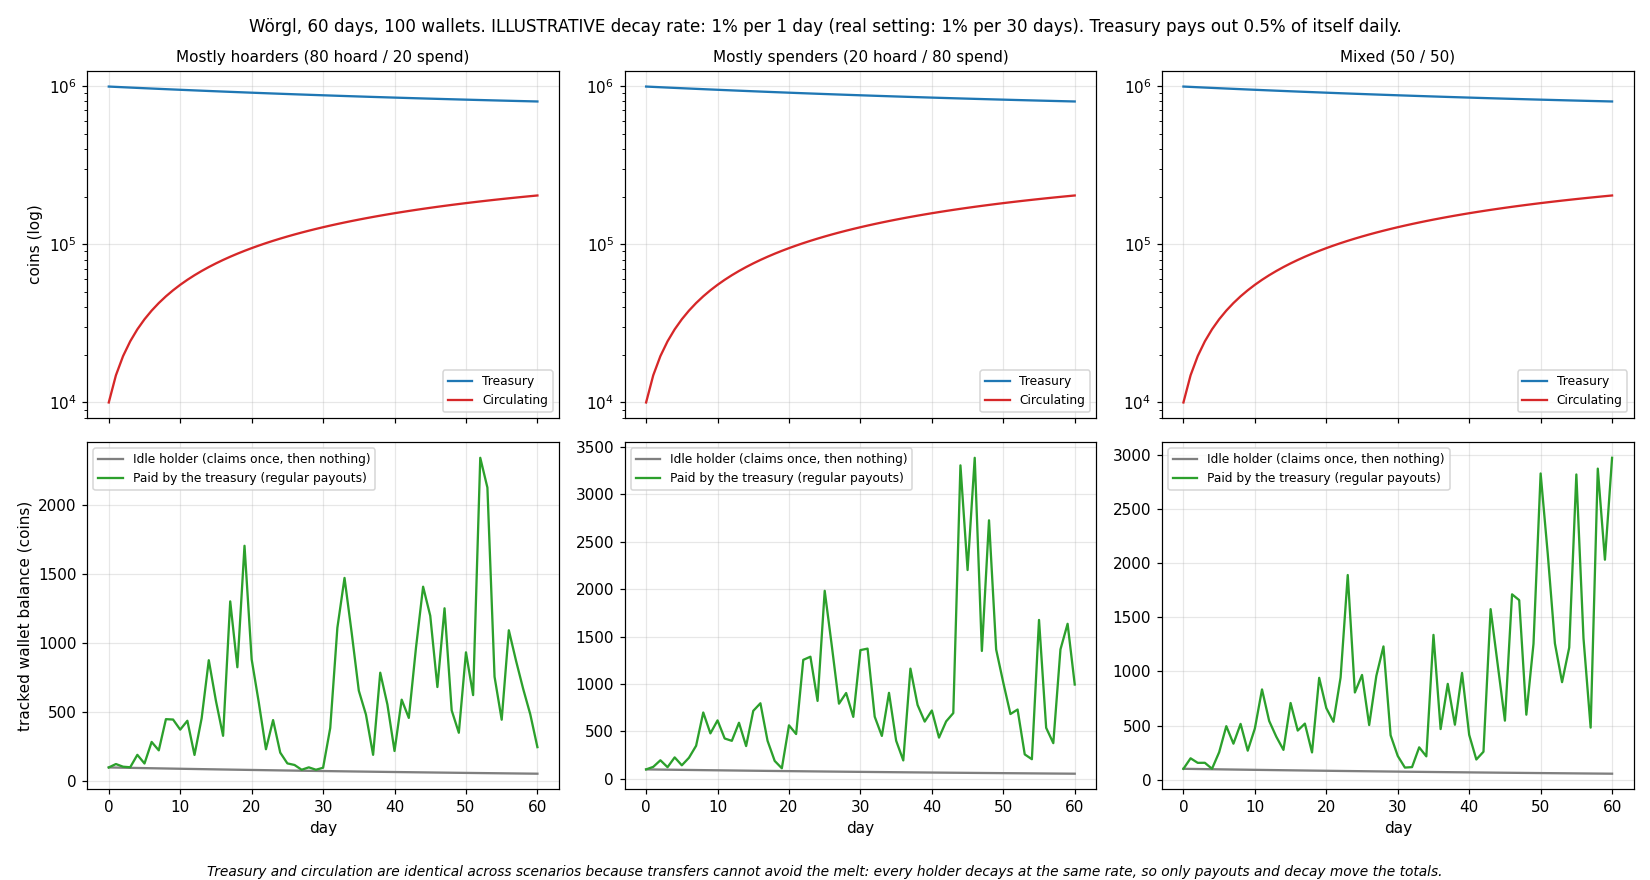 Wörgl, 60 days, 100 wallets. ILLUSTRATIVE decay rate: 1% per 1 day (real setting: 1% per 30 days). Treasury pays out 0.5% of itself daily.
Mostly hoarders (80 hoard / 20 spend)
10⁶
10⁵
10⁴
coins (log)
Treasury
Circulating
Mostly spenders (20 hoard / 80 spend)
10⁶
10⁵
10⁴
Treasury
Circulating
Mixed (50 / 50)
10⁶
10⁵
10⁴
Treasury
Circulating
Idle holder (claims once, then nothing)
Paid by the treasury (regular payouts)
2000
1500
1000
500
0
tracked wallet balance (coins)
0 10 20 30 40 50 60
day
Idle holder (claims once, then nothing)
Paid by the treasury (regular payouts)
3500
3000
2500
2000
1500
1000
500
0
0 10 20 30 40 50 60
day
Idle holder (claims once, then nothing)
Paid by the treasury (regular payouts)
3000
2500
2000
1500
1000
500
0
0 10 20 30 40 50 60
day
Treasury and circulation are identical across scenarios because transfers cannot avoid the melt: every holder decays at the same rate, so only payouts and decay move the totals.